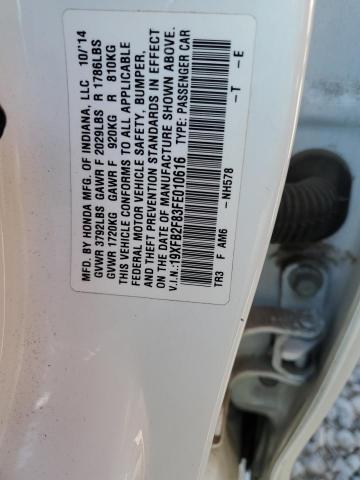 MFD. BY HONDA MFG. OF INDIANA, LLC 10/'14
GVWR 3792LBS GAWR F 2029LBS R 1786LBS
GVWR 1720KG GAWR F 920KG R 810KG
THIS VEHICLE CONFORMS TO ALL APPLICABLE
FEDERAL MOTOR VEHICLE SAFETY, BUMPER,
AND THEFT PREVENTION STANDARDS IN EFFECT
ON THE DATE OF MANUFACTURE SHOWN ABOVE.
V.I.N.:19XFB2F83FE010616 TYPE: PASSENGER CAR
TR3 F AM6 -NH578 -T -E